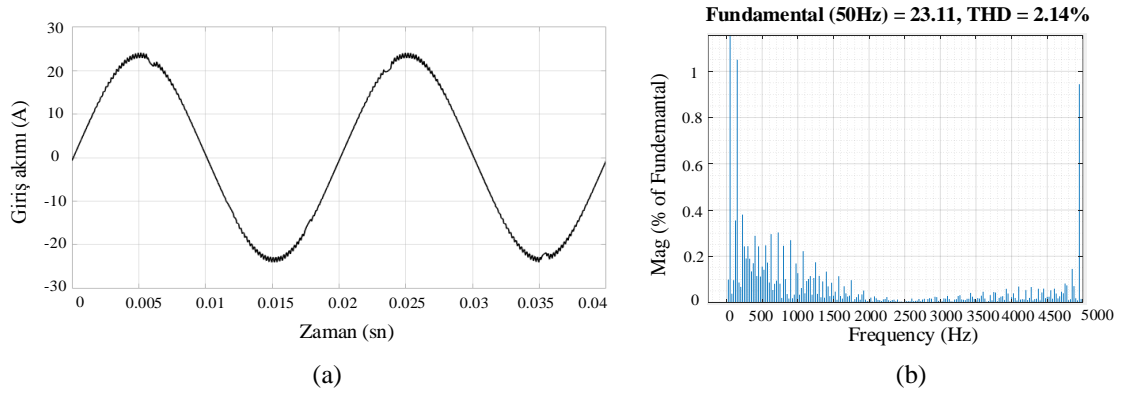 Fundamental (50Hz) = 23.11, THD = 2.14%
30
20
10
0
-10
-20
-30
Giriş akımı (A)
0 0.005 0.01 0.015 0.02 0.025 0.03 0.035 0.04
Zaman (sn)
(a)
1
0.8
0.6
0.4
0.2
0
Mag (% of Fundemantal)
0 500 1000 1500 2000 2500 3000 3500 4000 4500 5000
Frequency (Hz)
(b)